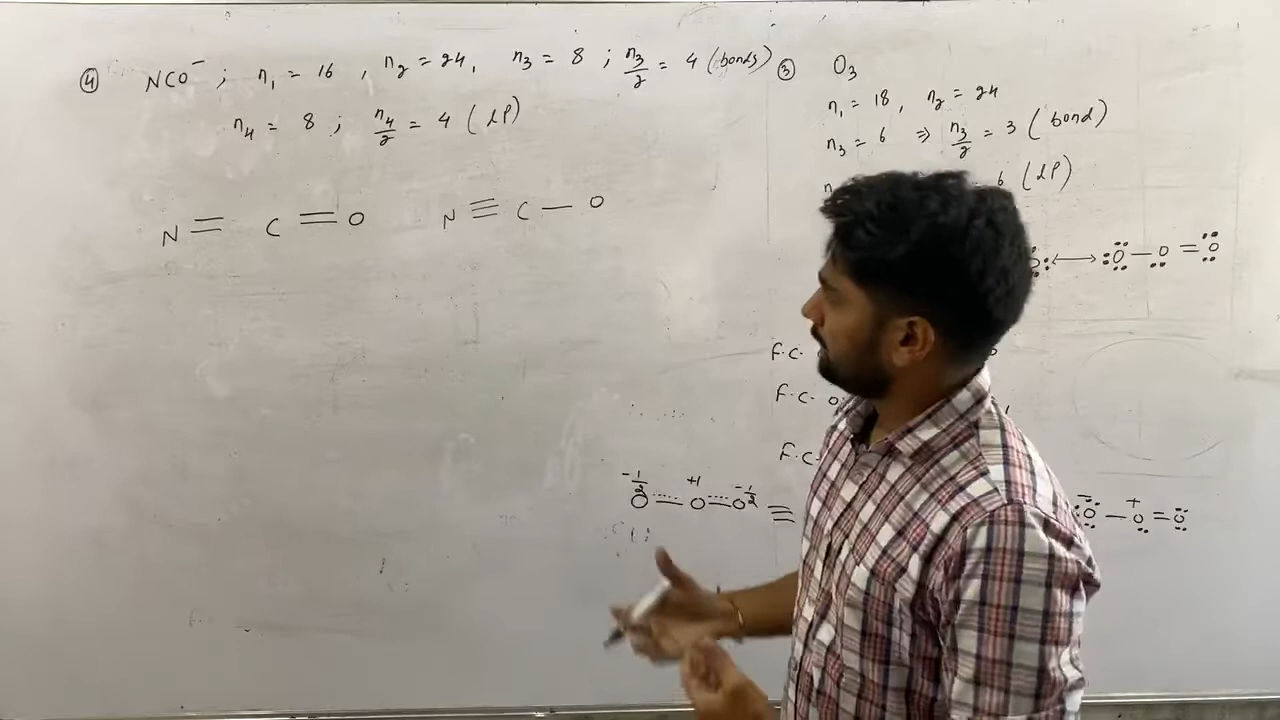 ④ NCO⁻ ; n₁ = 16 , n₂ = 24, n₃ = 8 ; n₃/2 = 4 (bonds)
n₄ = 8 ; n₄/2 = 4 (lP)
N = C = O N ≡ C — O
③ O₃
n₁ = 18, n₂ = 24
n₃ = 6 ⇒ n₃/2 = 3 (bond)
6 (lP)
Ö: ⟷ :Ö — O = O
F.C.
F.C.
F.C.
-1/2 +1 -1/2
O = O = O ≡
- +
O — O = O